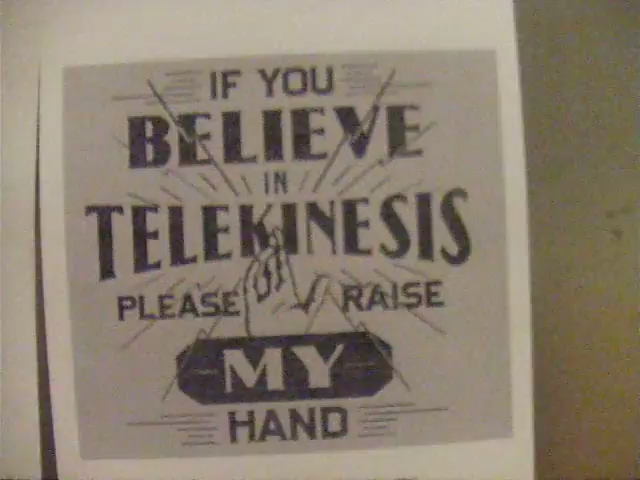 IF YOU
BELIEVE
IN
TELEKINESIS
PLEASE RAISE
MY
HAND